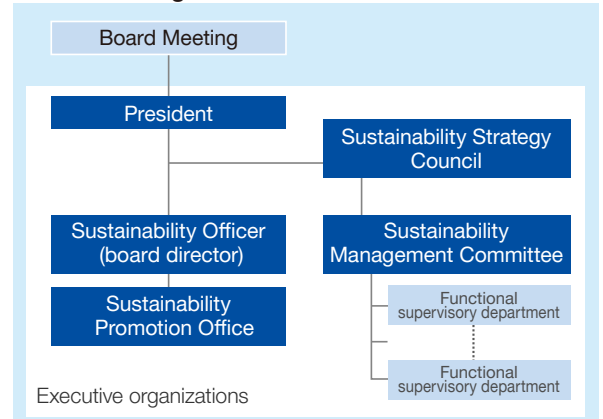 Board Meeting
President
Sustainability Strategy
Council
Sustainability Officer
(board director)
Sustainability
Management Committee
Sustainability
Promotion Office
Functional
supervisory department
Functional
supervisory department
Executive organizations